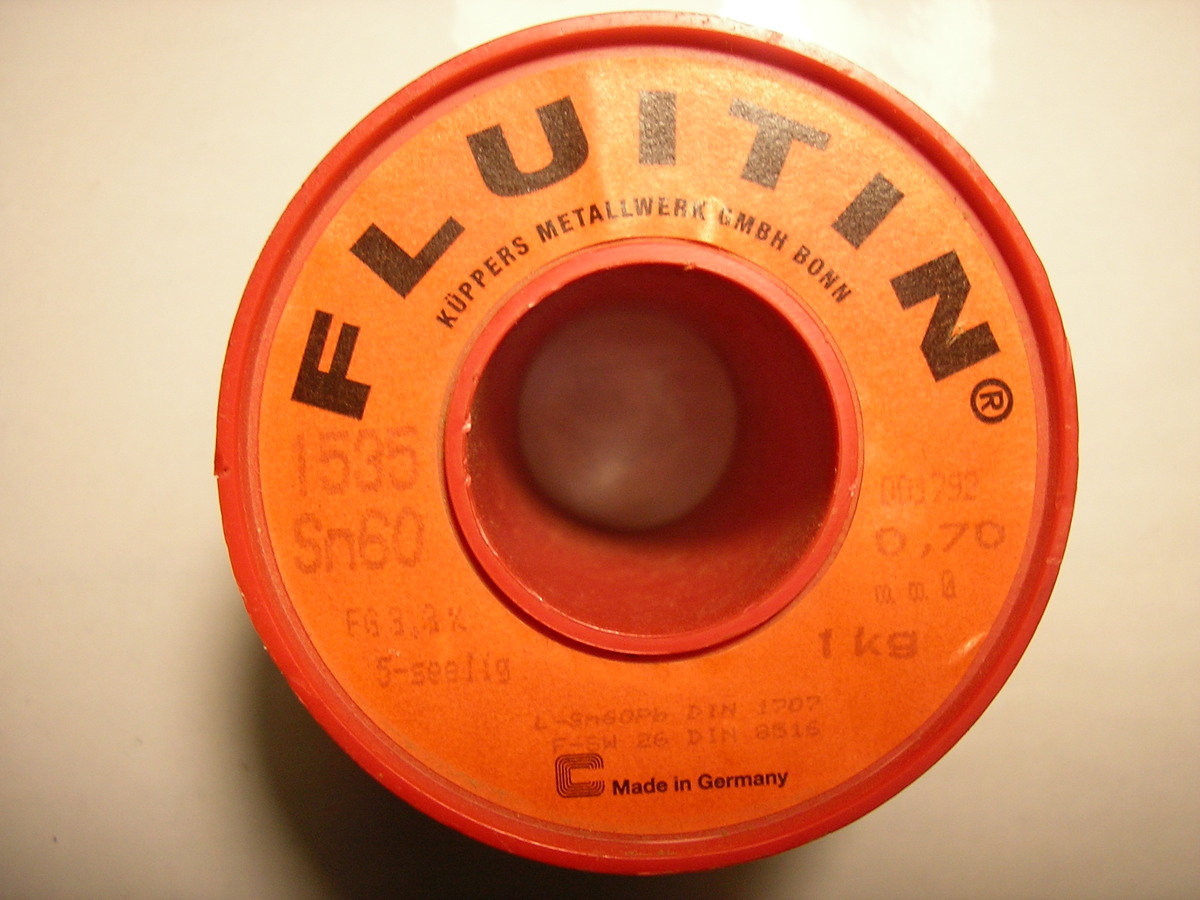 FLUITIN®
KÜPPERS METALLWERK GMBH BONN
1535
Sn60
FG 3,3%
5-seelig
0,70
mm Ø
1 kg
L-Sn60Pb DIN 1707
F-SW 26 DIN 8516
C Made in Germany